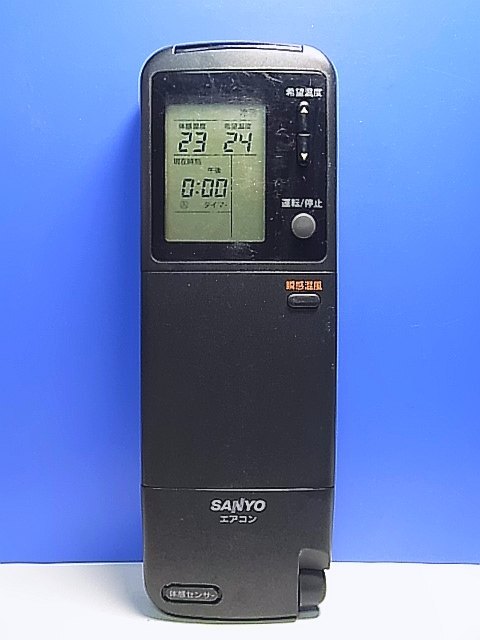 希望温度
体感温度 希望温度
23 24
現在時刻
午後
0:00
タイマー
運転/停止
瞬感温風
SANYO
エアコン
体感センサー